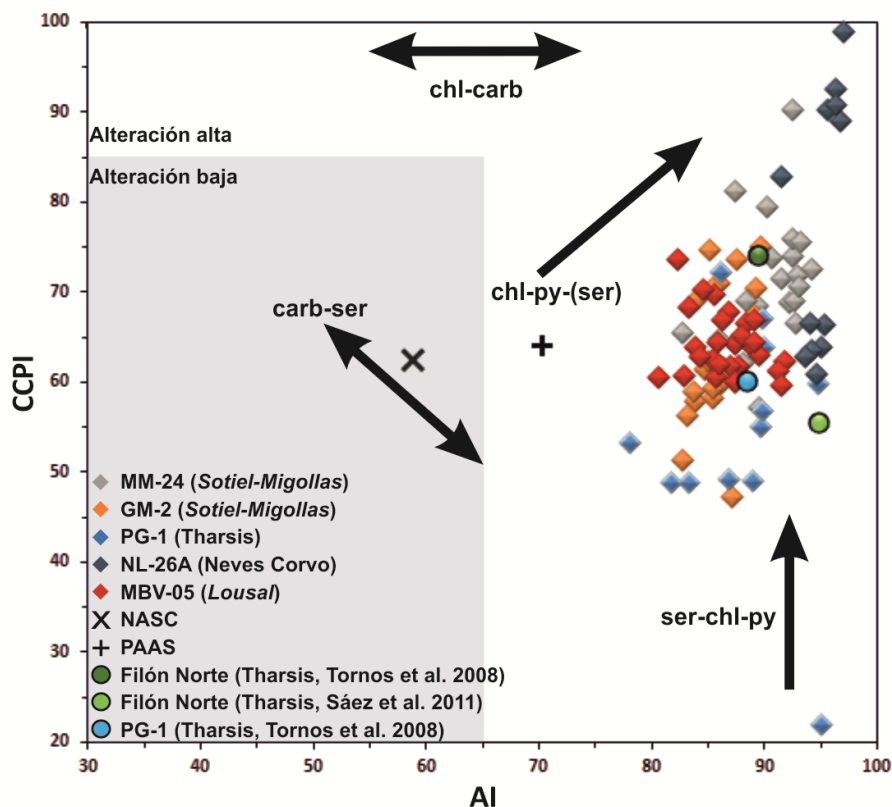 100
90
80
70
60
50
40
30
20
CCPI
chl-carb
Alteración alta
Alteración baja
chl-py-(ser)
carb-ser
ser-chl-py
MM-24 (Sotiel-Migollas)
GM-2 (Sotiel-Migollas)
PG-1 (Tharsis)
NL-26A (Neves Corvo)
MBV-05 (Lousal)
NASC
PAAS
Filón Norte (Tharsis, Tornos et al. 2008)
Filón Norte (Tharsis, Sáez et al. 2011)
PG-1 (Tharsis, Tornos et al. 2008)
30 40 50 60 70 80 90 100
AI